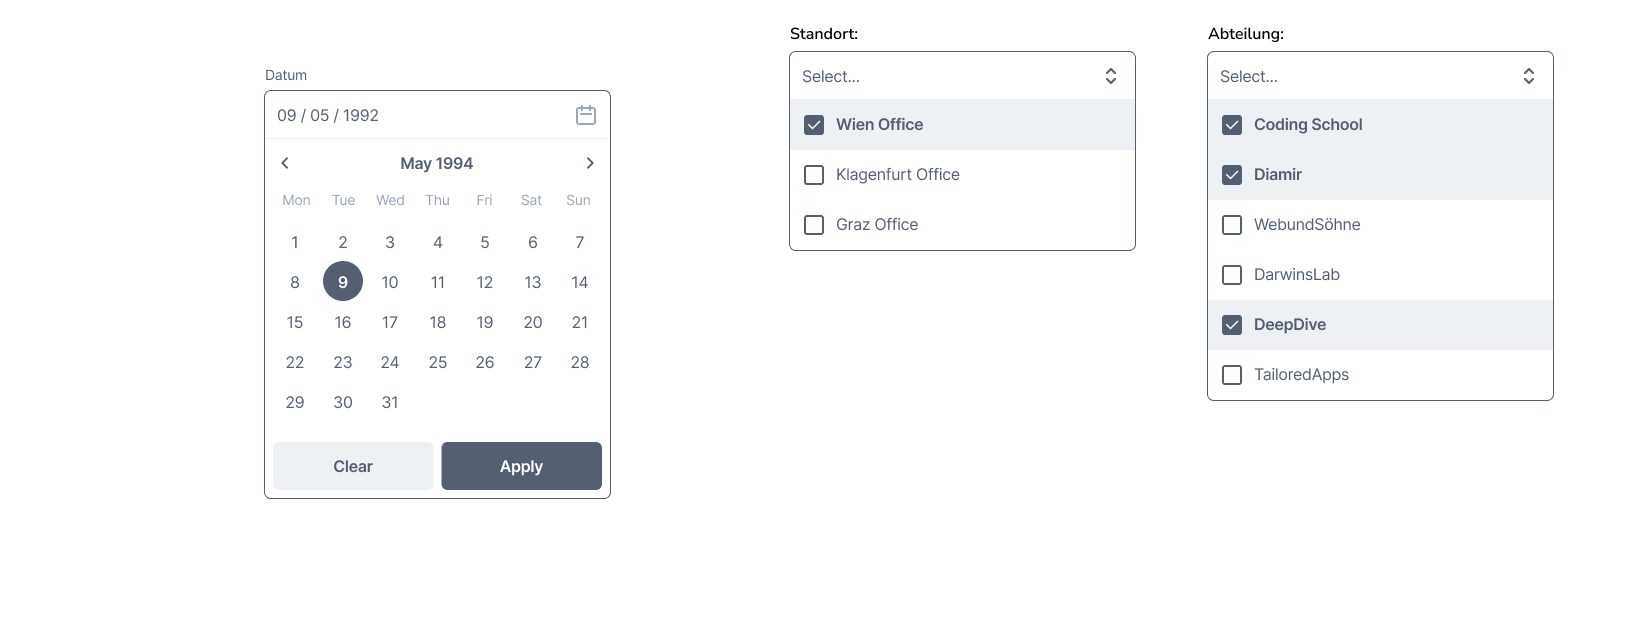 Datum
09 / 05 / 1992
May 1994
Mon Tue Wed Thu Fri Sat Sun
1 2 3 4 5 6 7
8 9 10 11 12 13 14
15 16 17 18 19 20 21
22 23 24 25 26 27 28
29 30 31
Clear Apply
Standort:
Select...
Wien Office
Klagenfurt Office
Graz Office
Abteilung:
Select...
Coding School
Diamir
WebundSöhne
DarwinsLab
DeepDive
TailoredApps